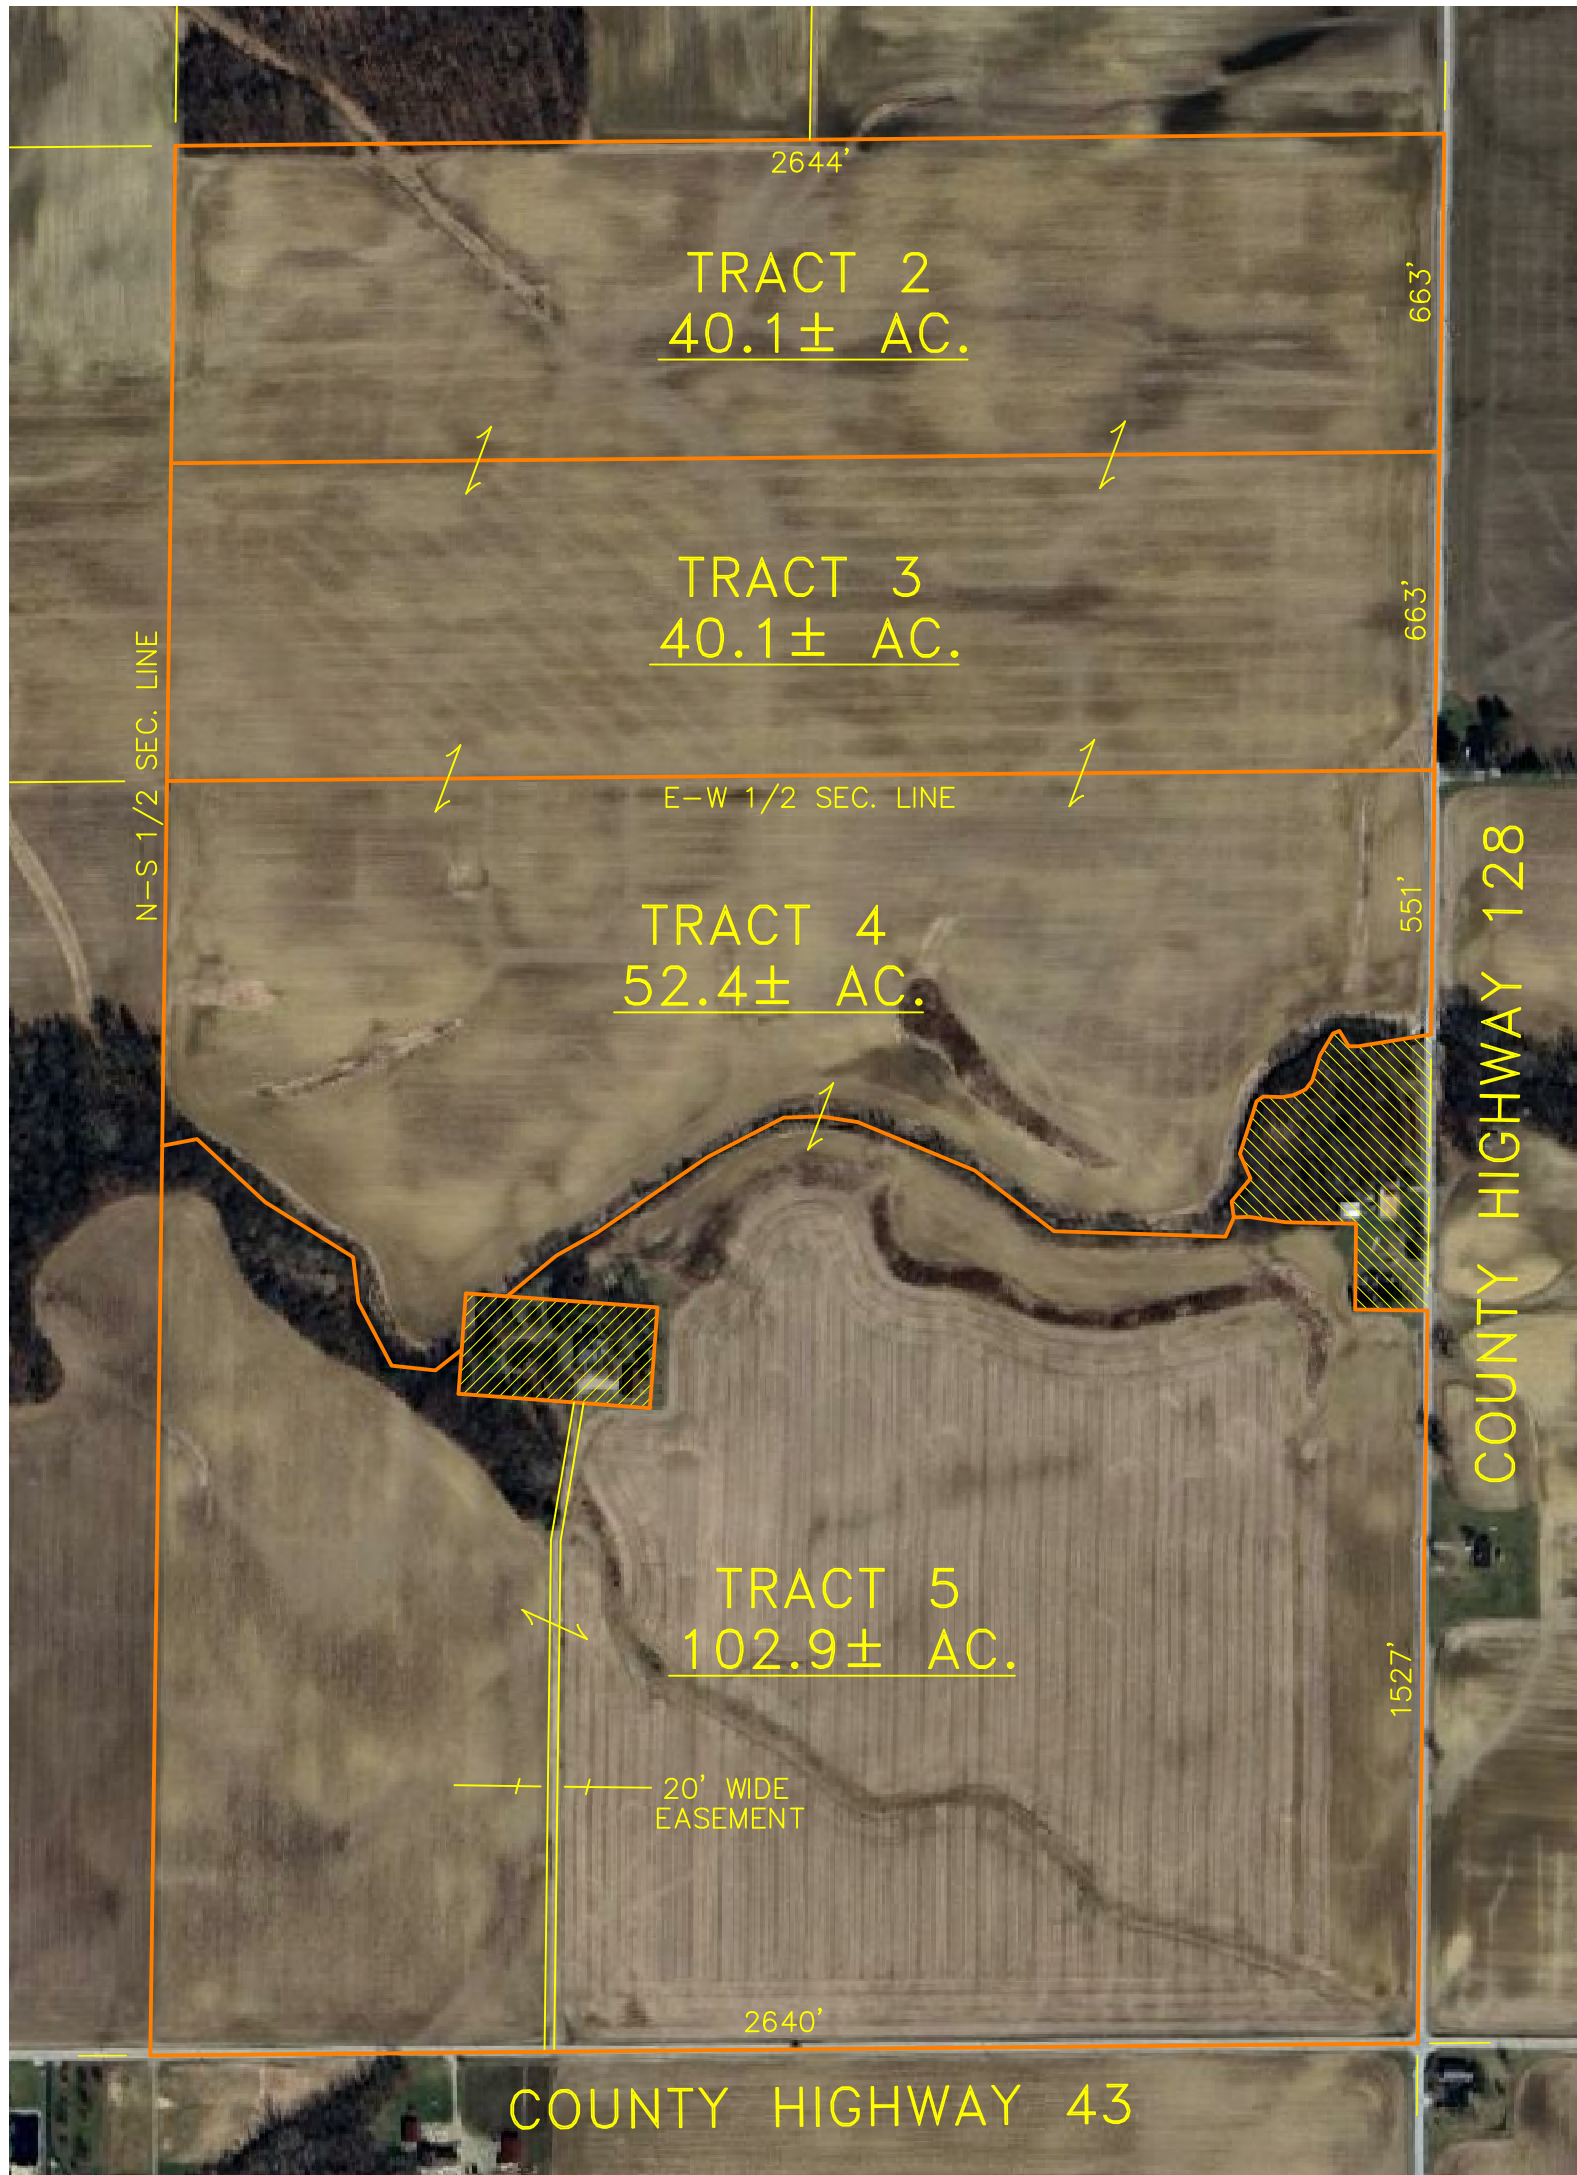 2644'
TRACT 2
40.1± AC.
663'
TRACT 3
40.1± AC.
663'
N-S 1/2 SEC. LINE
E-W 1/2 SEC. LINE
TRACT 4
52.4± AC.
551'
COUNTY HIGHWAY 128
TRACT 5
102.9± AC.
1527'
20' WIDE
EASEMENT
2640'
COUNTY HIGHWAY 43